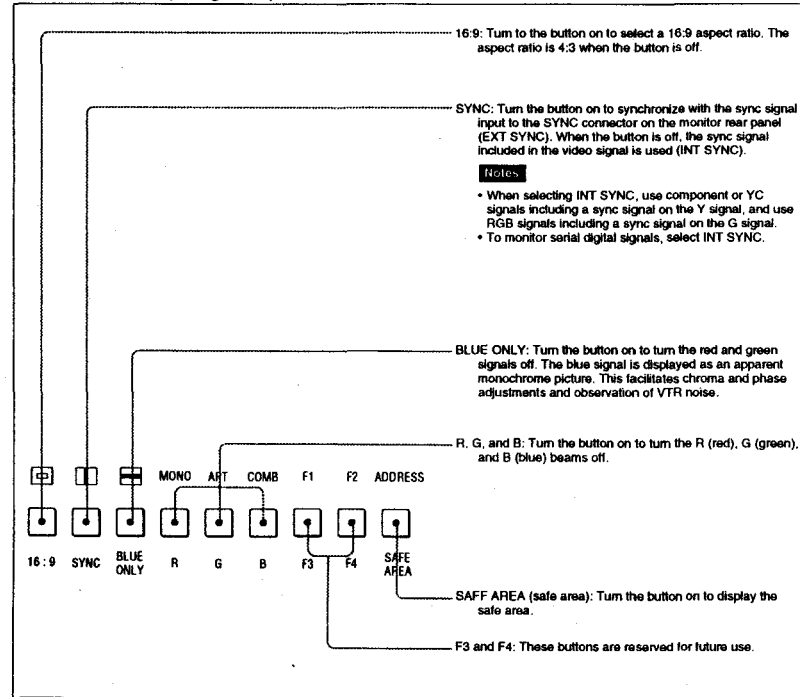 16:9: Turn to the button on to select a 16:9 aspect ratio. The
aspect ratio is 4:3 when the button is off.
SYNC: Turn the button on to synchronize with the sync signal
input to the SYNC connector on the monitor rear panel
(EXT SYNC). When the button is off, the sync signal
included in the video signal is used (INT SYNC).
Notes
• When selecting INT SYNC, use component or YC
signals including a sync signal on the Y signal, and use
RGB signals including a sync signal on the G signal.
• To monitor serial digital signals, select INT SYNC.
BLUE ONLY: Turn the button on to turn the red and green
signals off. The blue signal is displayed as an apparent
monochrome picture. This facilitates chroma and phase
adjustments and observation of VTR noise.
R, G, and B: Turn the button on to turn the R (red), G (green),
and B (blue) beams off.
MONO APT COMB F1 F2 ADDRESS
16:9 SYNC BLUE ONLY R G B F3 F4 SAFE AREA
SAFF AREA (safe area): Turn the button on to display the
safe area.
F3 and F4: These buttons are reserved for future use.